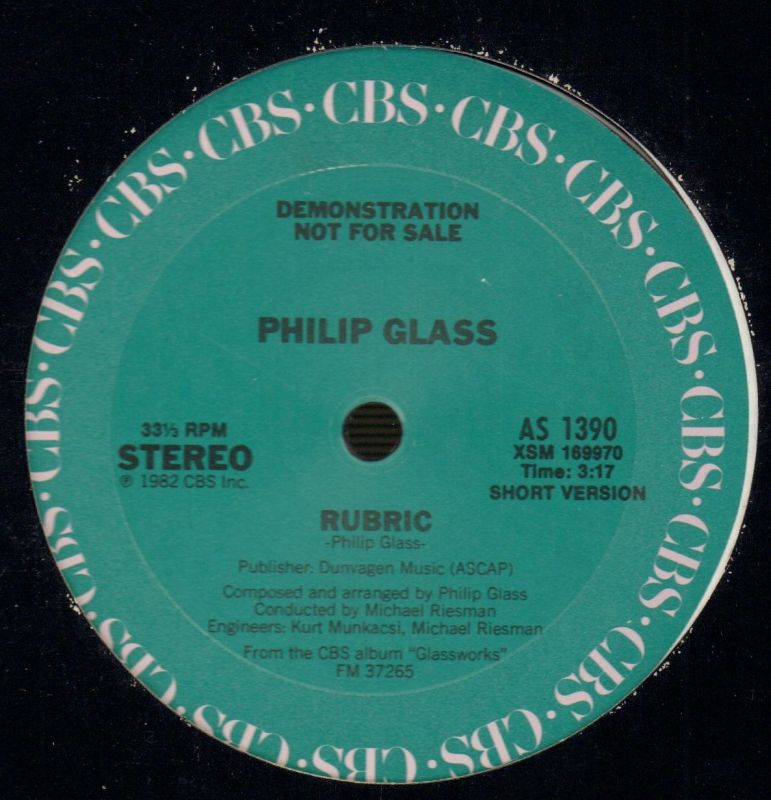 CBS · CBS · CBS · CBS · CBS · CBS · CBS · CBS · CBS · CBS · CBS · CBS · CBS · CBS · CBS · CBS
DEMONSTRATION
NOT FOR SALE
PHILIP GLASS
33⅓ RPM
STEREO
℗ 1982 CBS Inc.
AS 1390
XSM 169970
Time: 3:17
SHORT VERSION
RUBRIC
-Philip Glass-
Publisher: Dunvagen Music (ASCAP)
Composed and arranged by Philip Glass
Conducted by Michael Riesman
Engineers: Kurt Munkacsi, Michael Riesman
From the CBS album "Glassworks"
FM 37265